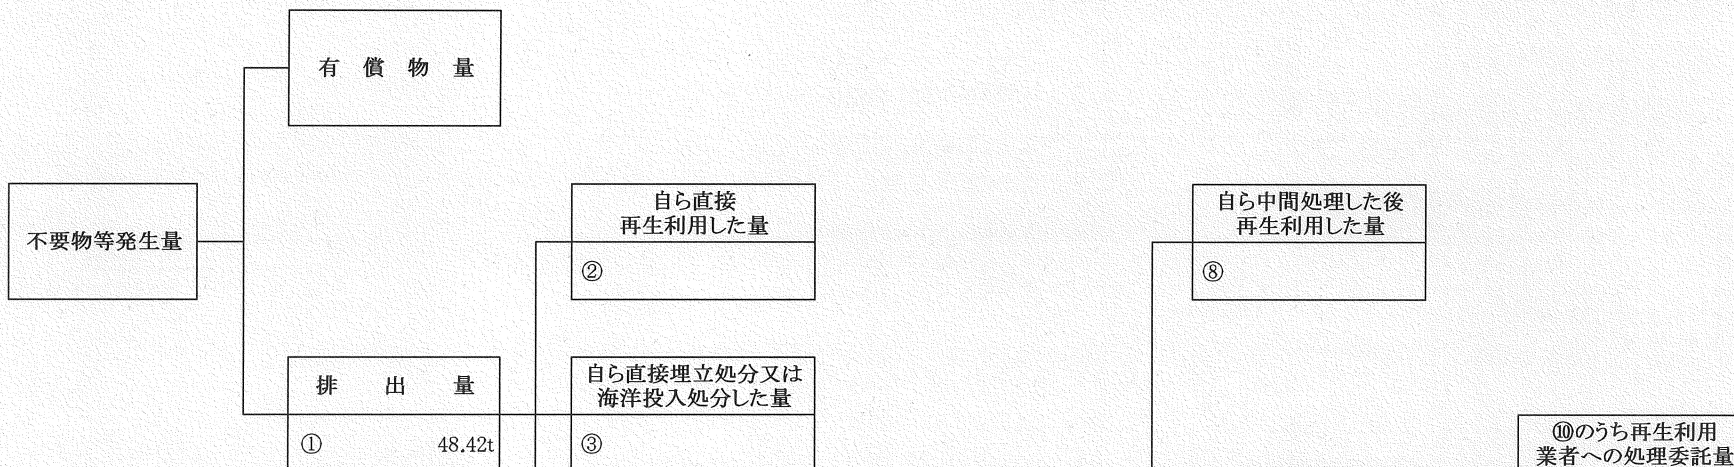 有償物量
不要物等発生量
自ら直接
再生利用した量
②
自ら中間処理した後
再生利用した量
⑧
排出量
① 48.42t
自ら直接埋立処分又は
海洋投入処分した量
③
⑩のうち再生利用
業者への処理委託量